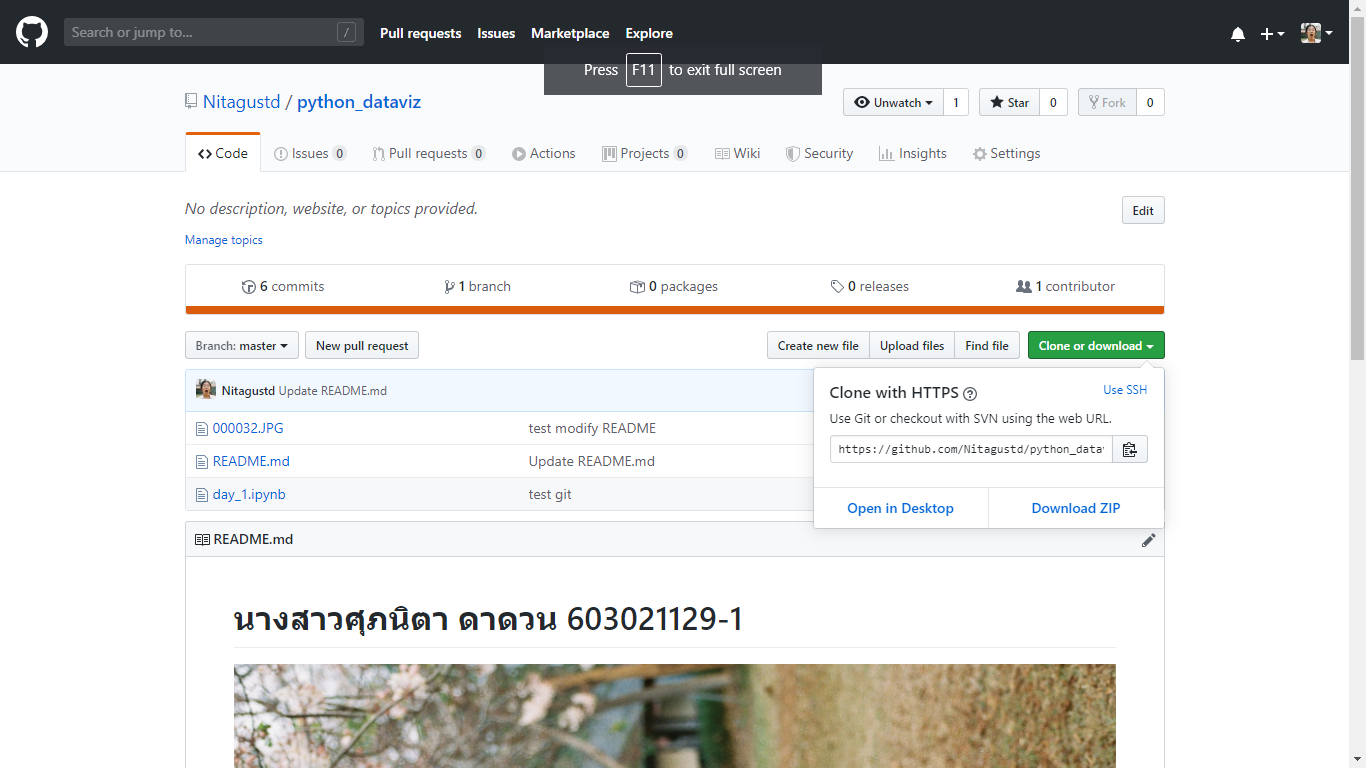 Search or jump to... /
Pull requests Issues Marketplace Explore
Press F11 to exit full screen
Nitagustd / python_dataviz
Unwatch 1 Star 0 Fork 0
Code Issues 0 Pull requests 0 Actions Projects 0 Wiki Security Insights Settings
No description, website, or topics provided.
Edit
Manage topics
6 commits 1 branch 0 packages 0 releases 1 contributor
Branch: master New pull request Create new file Upload files Find file Clone or download
Nitagustd Update README.md
Clone with HTTPS ? Use SSH
Use Git or checkout with SVN using the web URL.
https://github.com/Nitagustd/python_data
Open in Desktop Download ZIP
000032.JPG test modify README
README.md Update README.md
day_1.ipynb test git
README.md
นางสาวศุภนิตา ดาดวน 603021129-1